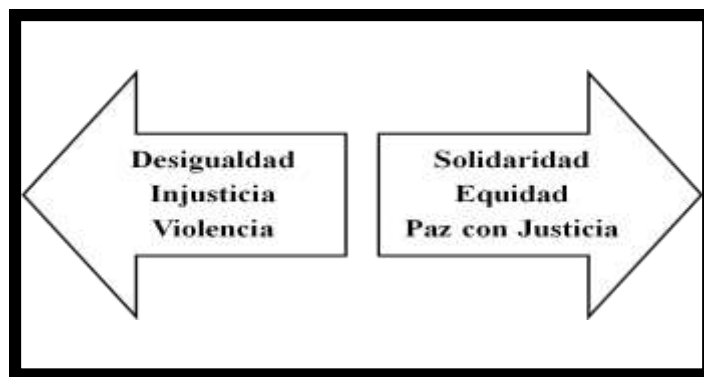 Desigualdad
Injusticia
Violencia
Solidaridad
Equidad
Paz con Justicia